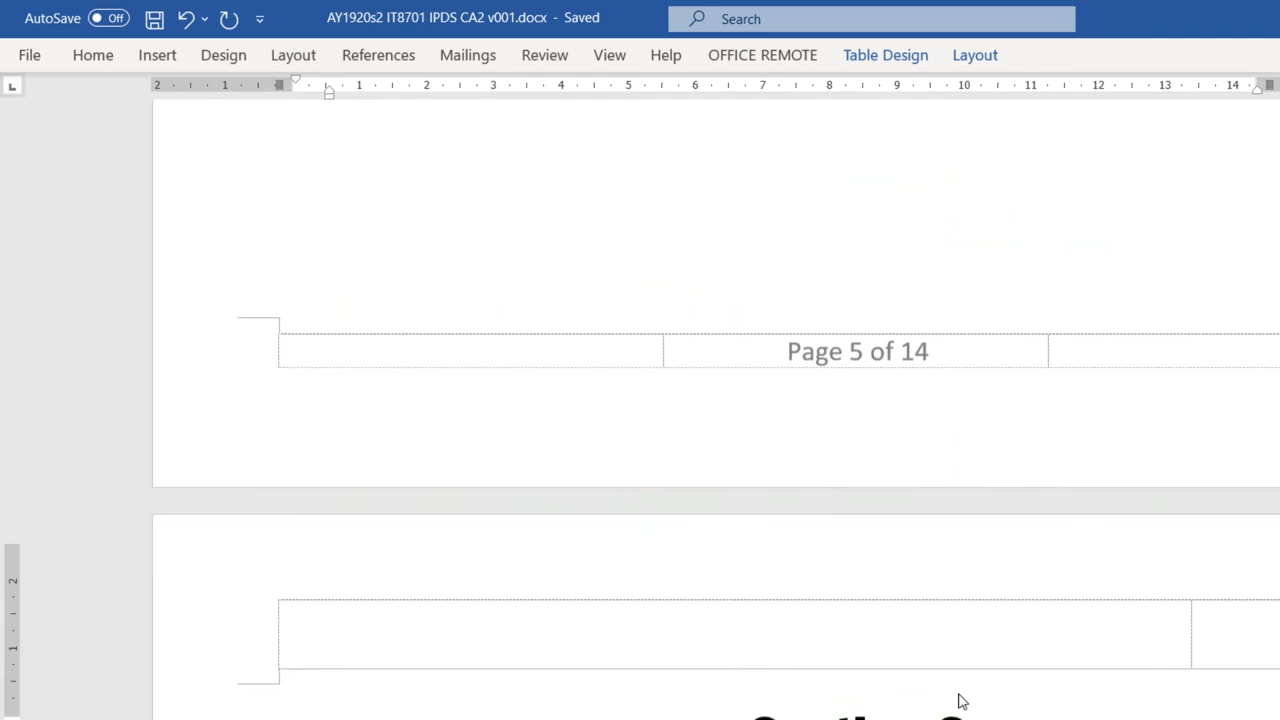 AutoSave Off AY1920s2 IT8701 IPDS CA2 v001.docx - Saved Search
File Home Insert Design Layout References Mailings Review View Help OFFICE REMOTE Table Design Layout
2 1 1 2 3 4 5 6 7 8 9 10 11 12 13 14
Page 5 of 14
2
1